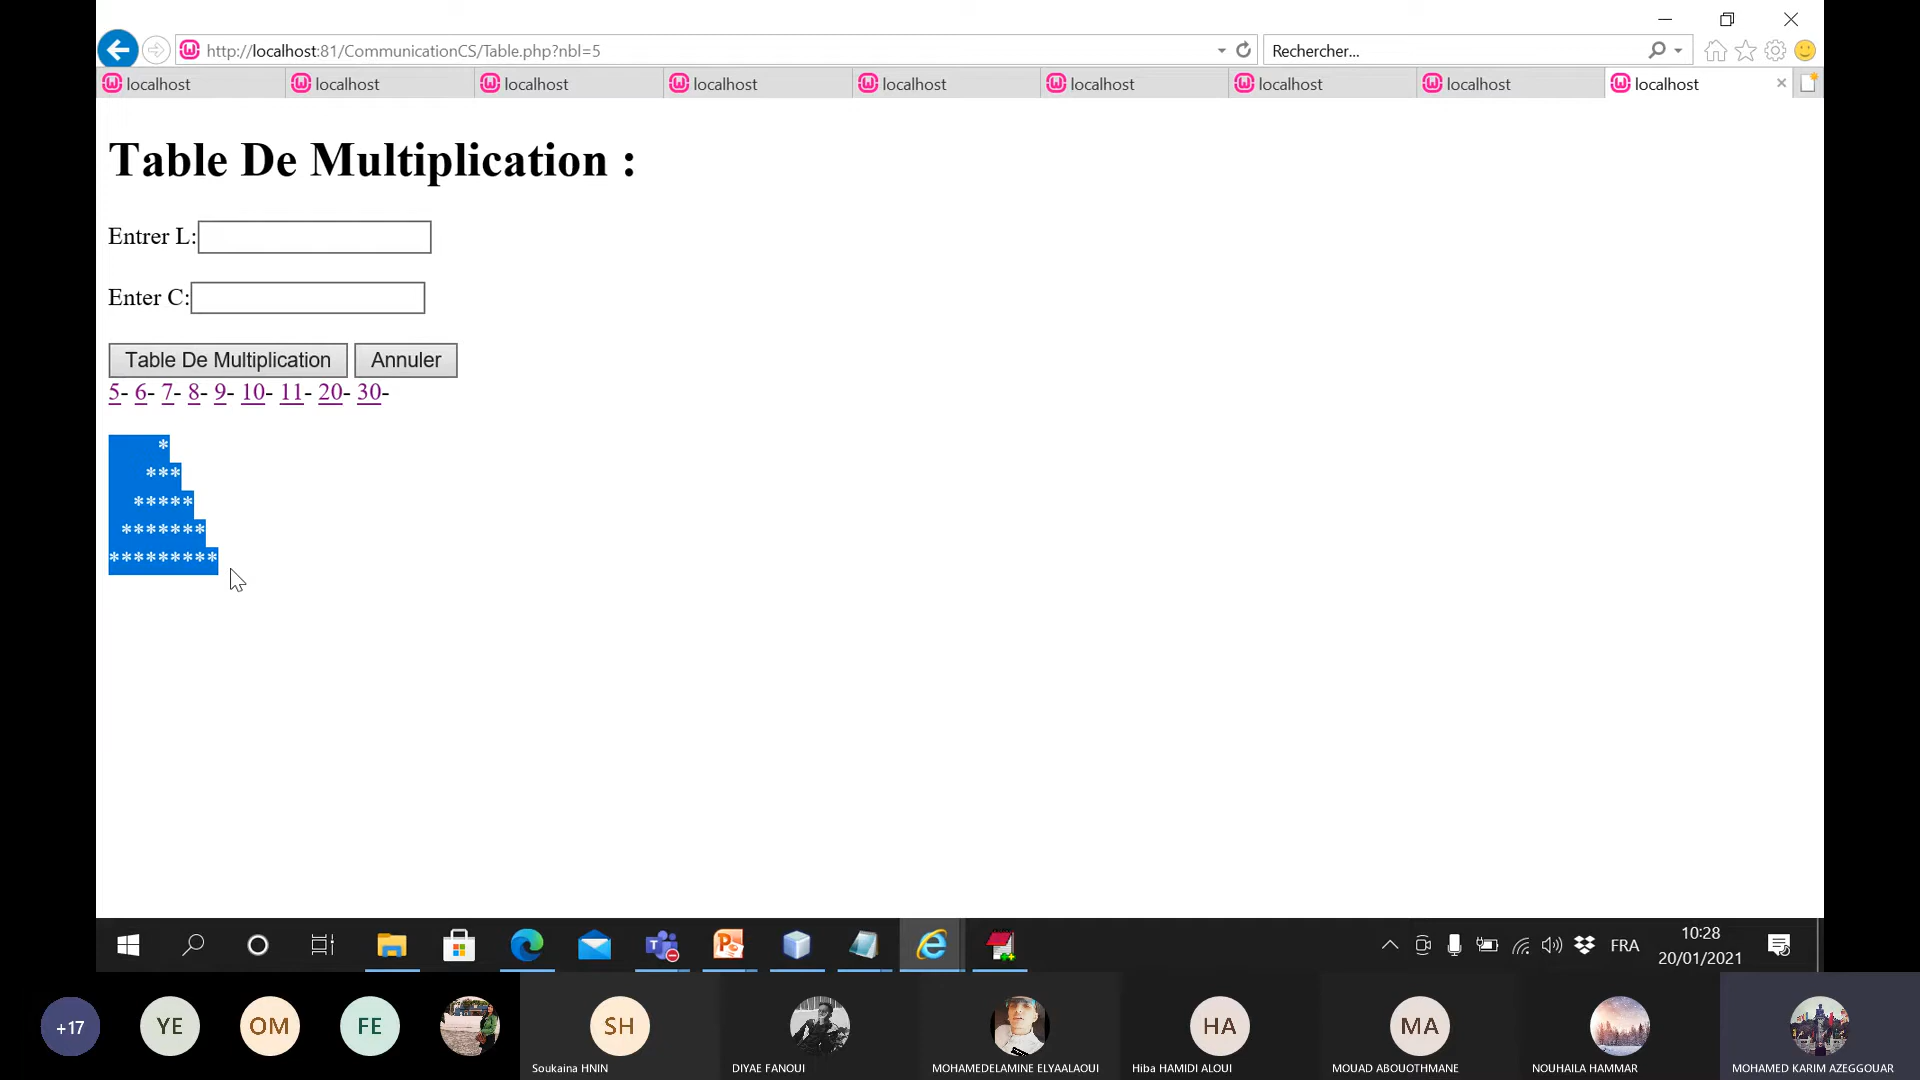 http://localhost:81/CommunicationCS/Table.php?nbl=5
Rechercher...
localhost localhost localhost localhost localhost localhost localhost localhost localhost
Table De Multiplication :
Entrer L:
Enter C:
Table De Multiplication Annuler
5- 6- 7- 8- 9- 10- 11- 20- 30-
*
***
*****
*******
*********
FRA
10:28
20/01/2021
+17 YE OM FE SH HA MA
Soukaina HNIN DIYAE FANOUI MOHAMEDELAMINE ELYAALAOUI Hiba HAMIDI ALOUI MOUAD ABOUOTHMANE NOUHAILA HAMMAR MOHAMED KARIM AZEGGOUAR